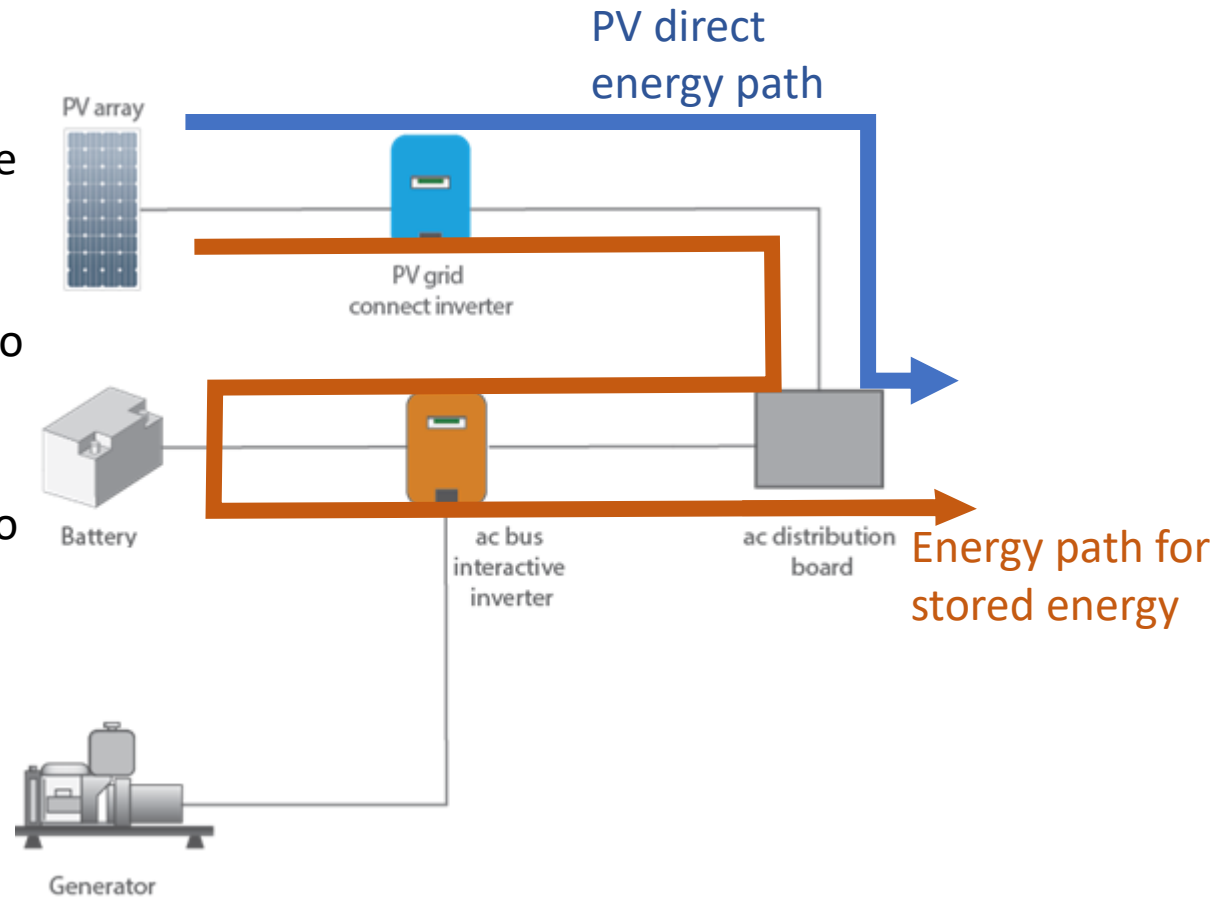 PV direct
energy path
PV array
e
PV grid
connect inverter
o
o
Battery
ac bus
interactive
inverter
ac distribution
board
Energy path for
stored energy
Generator